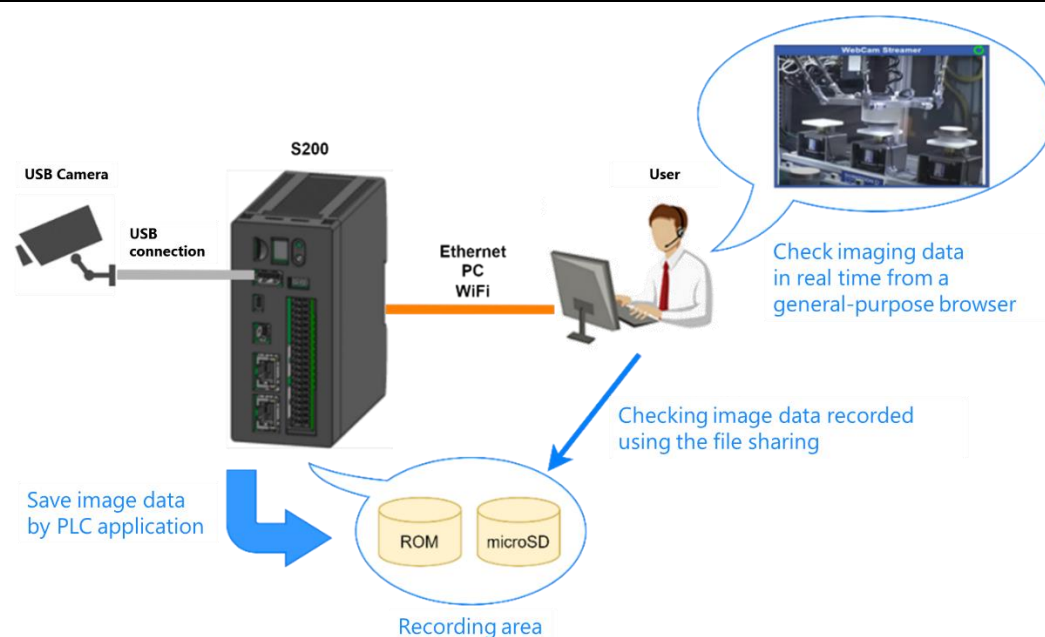 WebCam Streamer
S200
USB Camera
User
USB
connection
Ethernet
PC
WiFi
Check imaging data
in real time from a
general-purpose browser
Checking image data recorded
using the file sharing
Save image data
by PLC application
ROM
microSD
Recording area